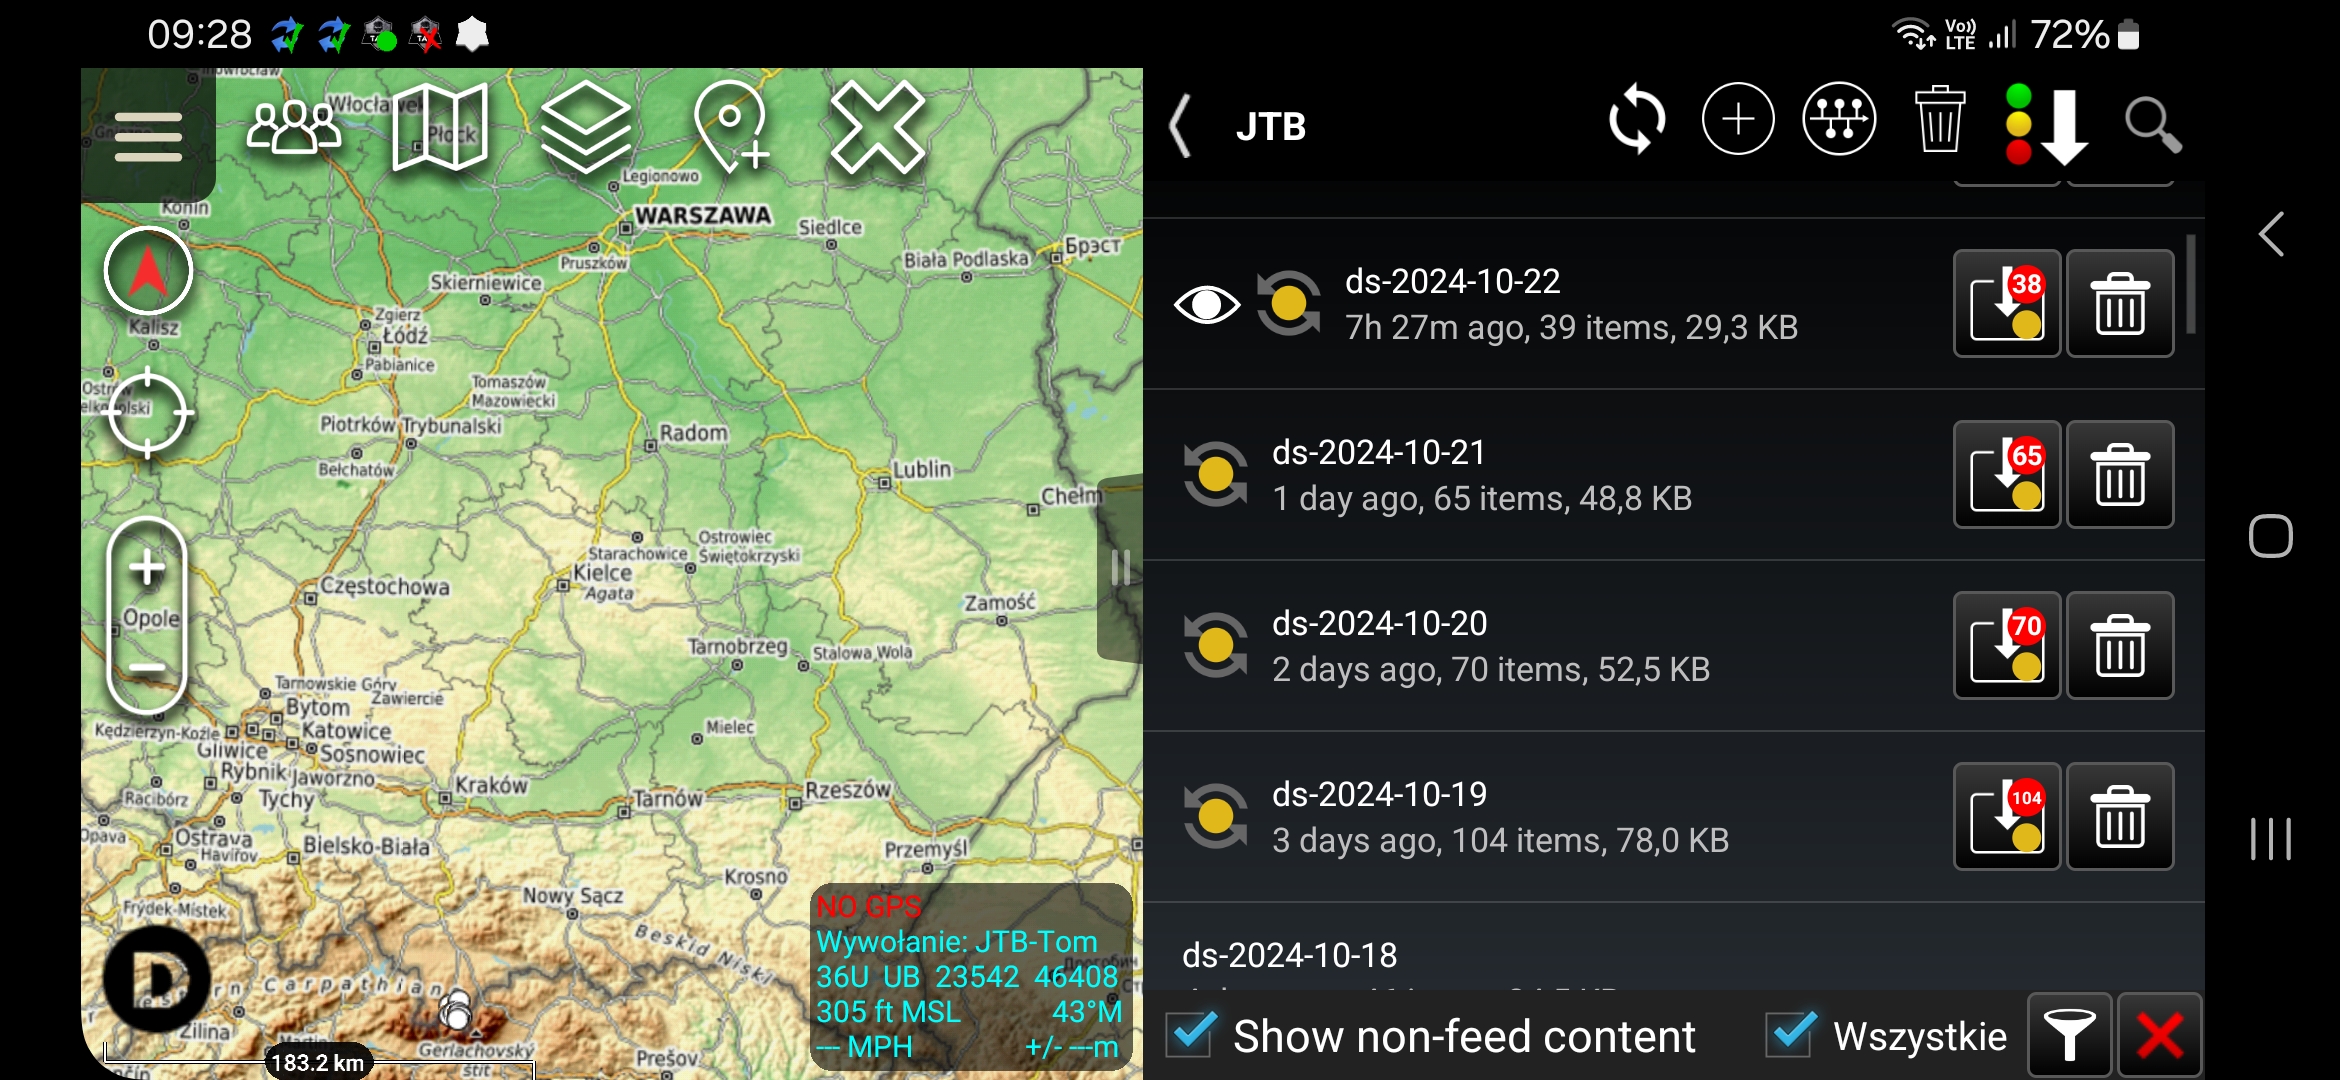 09:28
Vo))
LTE
72%
Włocławek
Płock
Konin
Legionowo
WARSZAWA
Siedlce
Pruszków
Biała Podlaska
Брэст
Skierniewice
Kalisz
Zgierz
Łódź
Pabianice
Tomaszów
Mazowiecki
Piotrków Trybunalski
Radom
Bełchatów
Lublin
Chełm
Ostrowiec
Starachowice
Świętokrzyski
Kielce
Agata
Częstochowa
Zamość
Opole
Tarnobrzeg
Stalowa Wola
Tarnowskie Góry
Zawiercie
Bytom
Mielec
Kędzierzyn-Koźle
Katowice
Gliwice
Sosnowiec
Rybnik
Jaworzno
Kraków
Racibórz
Tychy
Tarnów
Rzeszów
Opava
Ostrava
Havířov
Bielsko-Biała
Przemyśl
Krosno
Nowy Sącz
Frýdek-Místek
Beskid Niski
Carpathian
Žilina
Gerlachovský
štít
Prešov
183.2 km
NO GPS
Wywołanie: JTB-Tom
36U UB 23542 46408
305 ft MSL 43°M
--- MPH +/- ---m
JTB
ds-2024-10-22
7h 27m ago, 39 items, 29,3 KB
38
ds-2024-10-21
1 day ago, 65 items, 48,8 KB
65
ds-2024-10-20
2 days ago, 70 items, 52,5 KB
70
ds-2024-10-19
3 days ago, 104 items, 78,0 KB
104
ds-2024-10-18
Show non-feed content
Wszystkie